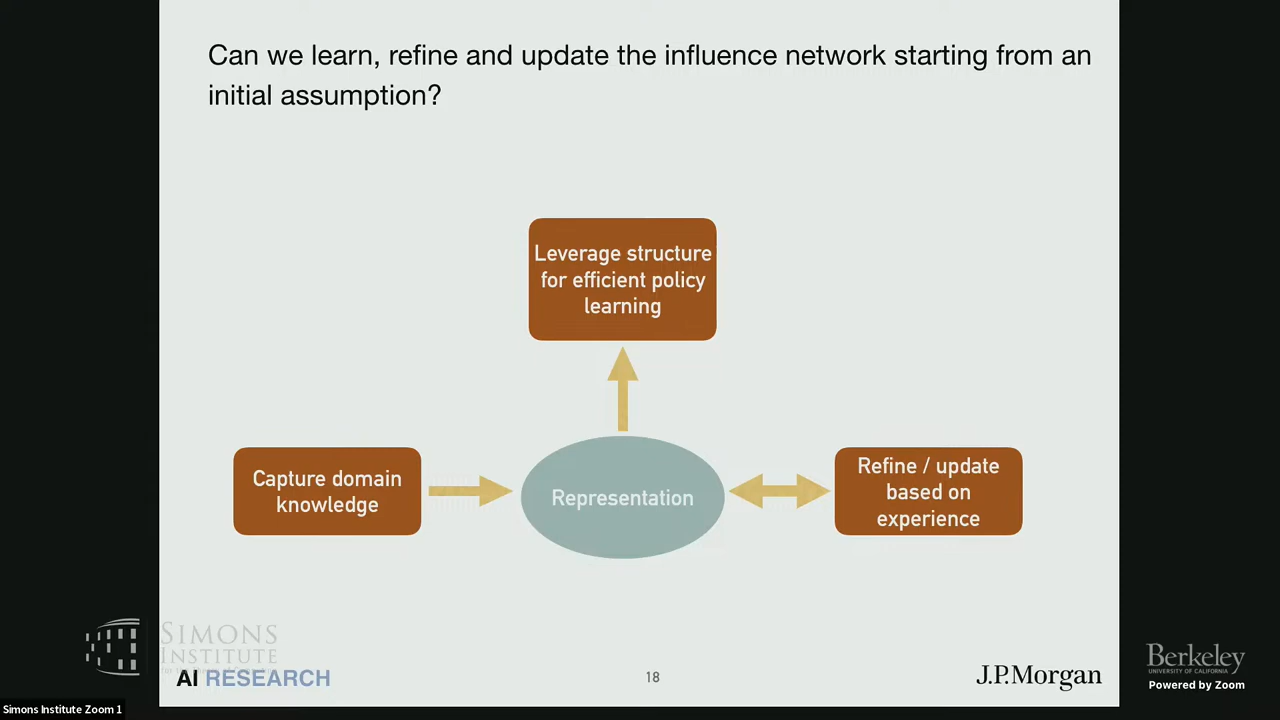 Can we learn, refine and update the influence network starting from an
initial assumption?
Leverage structure
for efficient policy
learning
Capture domain
knowledge
Representation
Refine / update
based on
experience
SIMONS
INSTITUTE
AI RESEARCH
18
J.P.Morgan
Berkeley
UNIVERSITY OF CALIFORNIA
Powered by Zoom
Simons Institute Zoom 1